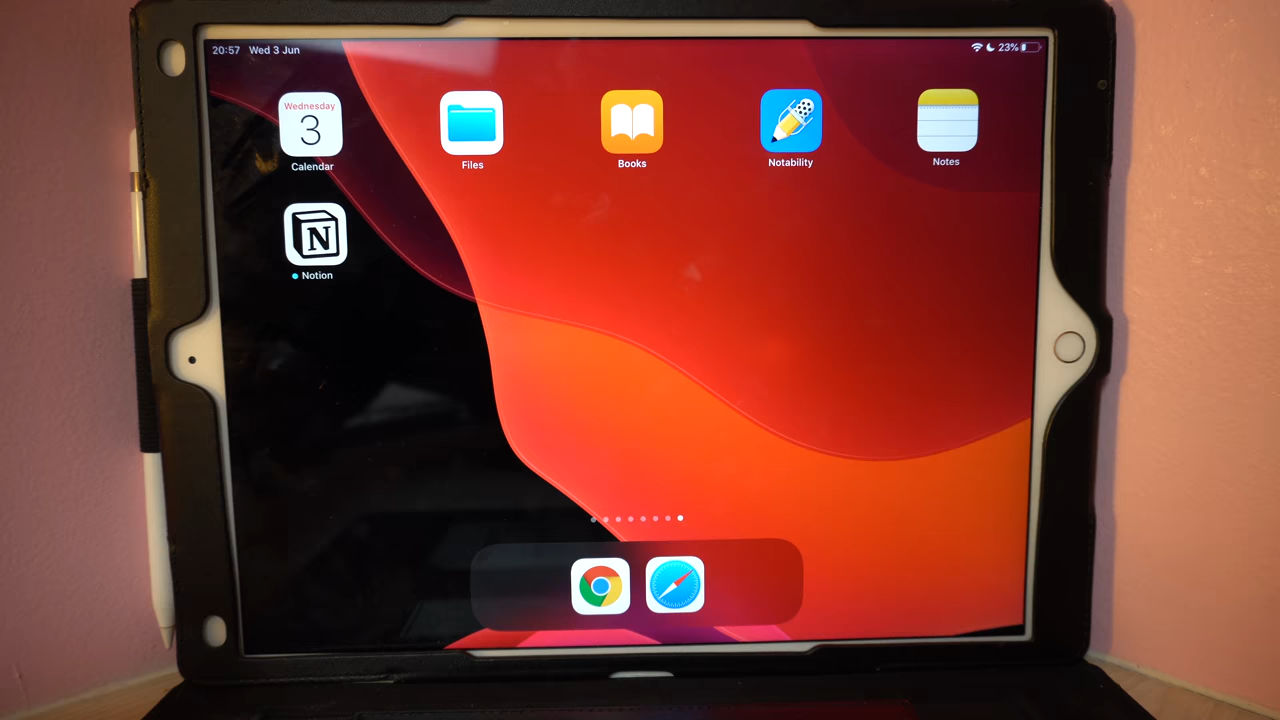 20:57 Wed 3 Jun
23%
Wednesday
3
Calendar
Files
Books
Notability
Notes
N
Notion